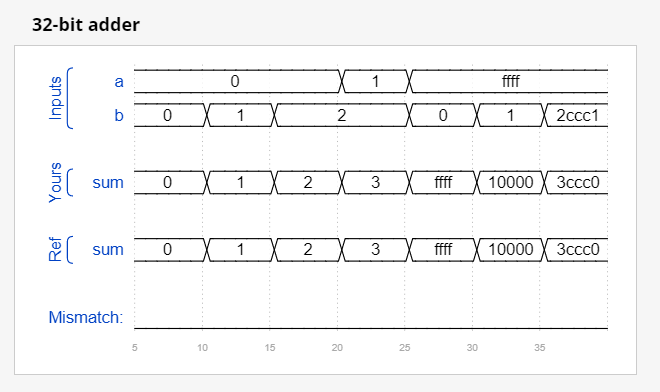 32-bit adder
Inputs
a 0 1 ffff
b 0 1 2 0 1 2ccc1
Yours
sum 0 1 2 3 ffff 10000 3ccc0
Ref
sum 0 1 2 3 ffff 10000 3ccc0
Mismatch:
5 10 15 20 25 30 35